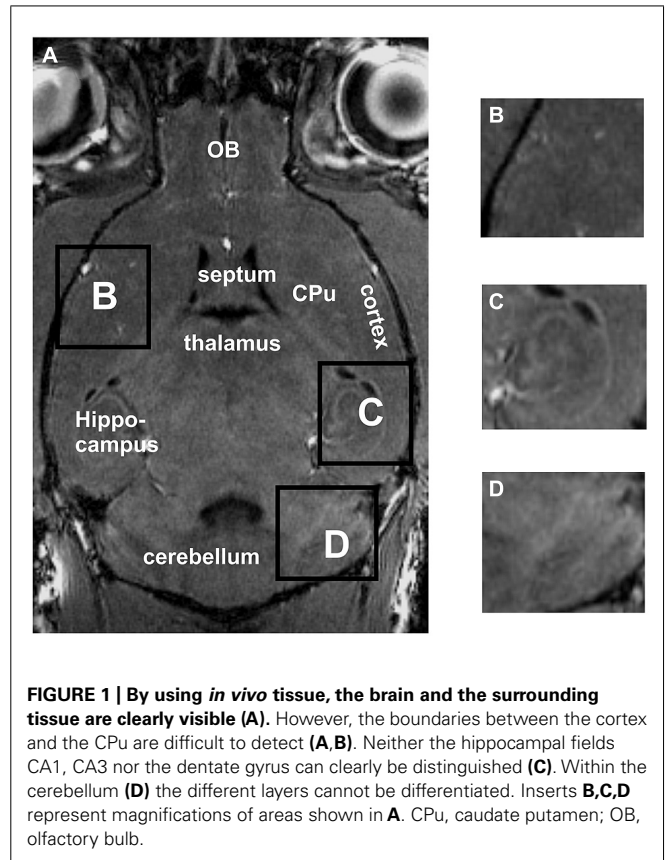 A
OB
B
septum
CPu
cortex
thalamus
C
Hippo-
campus
D
cerebellum
B
C
D
FIGURE 1 | By using in vivo tissue, the brain and the surrounding
tissue are clearly visible (A). However, the boundaries between the cortex
and the CPu are difficult to detect (A,B). Neither the hippocampal fields
CA1, CA3 nor the dentate gyrus can clearly be distinguished (C). Within the
cerebellum (D) the different layers cannot be differentiated. Inserts B,C,D
represent magnifications of areas shown in A. CPu, caudate putamen; OB,
olfactory bulb.